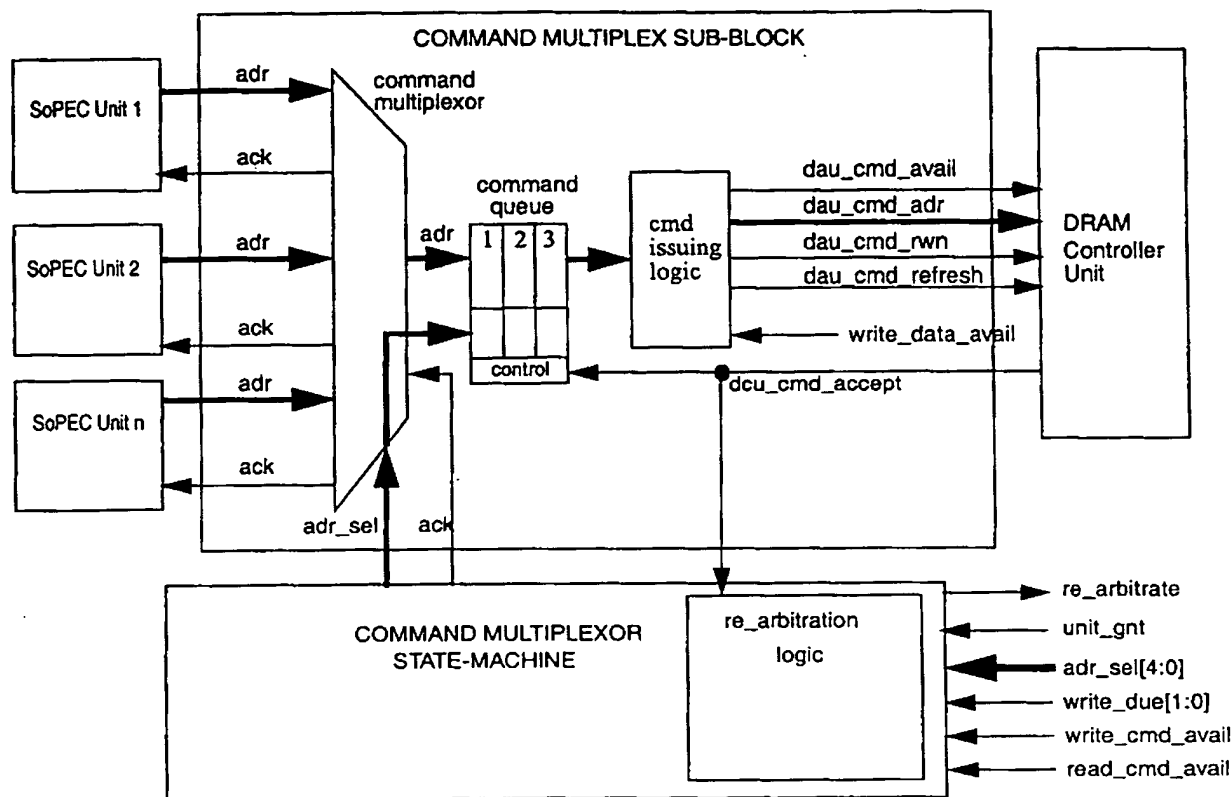 COMMAND MULTIPLEX SUB-BLOCK
SoPEC Unit 1
adr
ack
command
multiplexor
SoPEC Unit 2
adr
ack
SoPEC Unit n
adr
ack
adr
command
queue
1 2 3
control
cmd
issuing
logic
dau_cmd_avail
dau_cmd_adr
dau_cmd_rwn
dau_cmd_refresh
write_data_avail
dcu_cmd_accept
DRAM
Controller
Unit
adr_sel
ack
COMMAND MULTIPLEXOR
STATE-MACHINE
re_arbitration
logic
re_arbitrate
unit_gnt
adr_sel[4:0]
write_due[1:0]
write_cmd_avail
read_cmd_avail